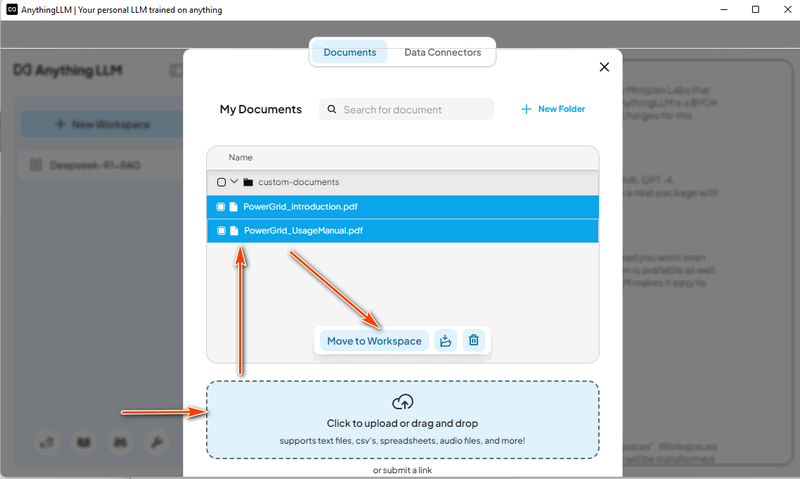 AnythingLLM | Your personal LLM trained on anything
Documents
Data Connectors
Anything LLM
My Documents
Search for document
+ New Folder
Name
+ New Workspace
Deepseek-R1-RAG
custom-documents
PowerGrid_introduction.pdf
PowerGrid_UsageManual.pdf
Move to Workspace
Click to upload or drag and drop
supports text files, csv's, spreadsheets, audio files, and more!
or submit a link